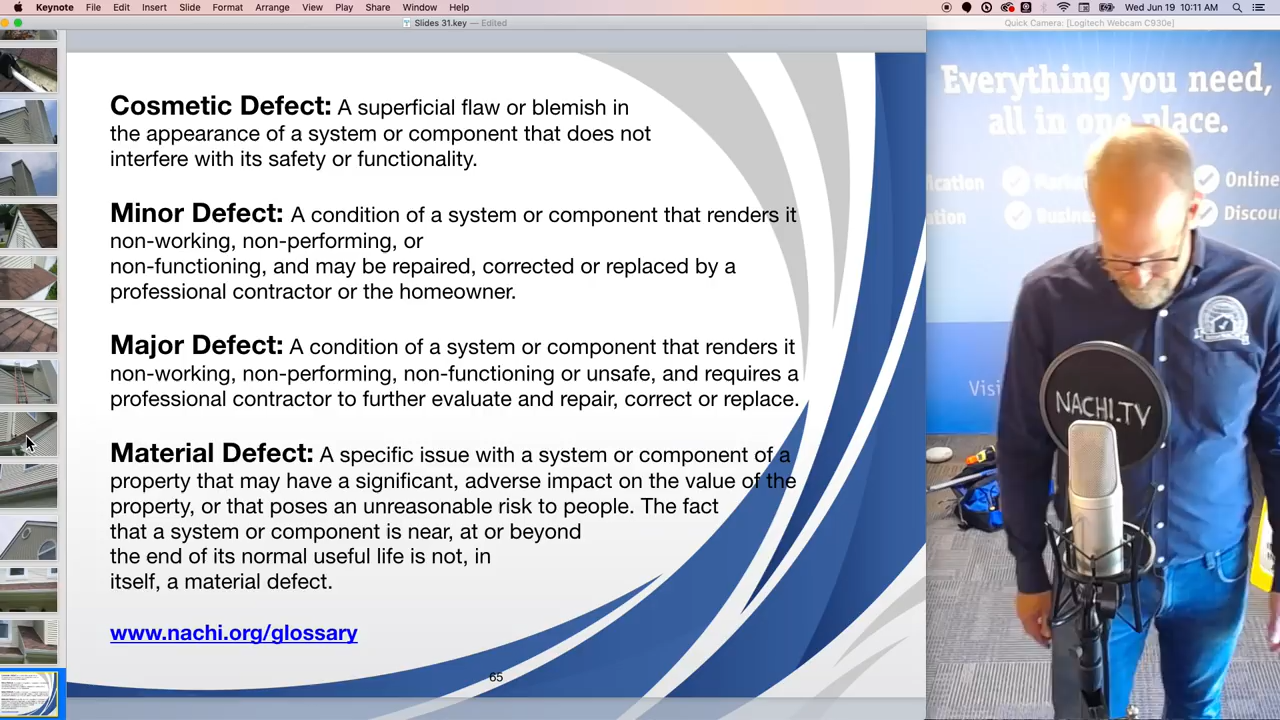 Keynote File Edit Insert Slide Format Arrange View Play Share Window Help
Wed Jun 19 10:11 AM
Slides 31.key — Edited
Quick Camera: [Logitech Webcam C930e]
Cosmetic Defect: A superficial flaw or blemish in
the appearance of a system or component that does not
interfere with its safety or functionality.
Minor Defect: A condition of a system or component that renders it
non-working, non-performing, or
non-functioning, and may be repaired, corrected or replaced by a
professional contractor or the homeowner.
Major Defect: A condition of a system or component that renders it
non-working, non-performing, non-functioning or unsafe, and requires a
professional contractor to further evaluate and repair, correct or replace.
Material Defect: A specific issue with a system or component of a
property that may have a significant, adverse impact on the value of the
property, or that poses an unreasonable risk to people. The fact
that a system or component is near, at or beyond
the end of its normal useful life is not, in
itself, a material defect.
www.nachi.org/glossary
65
Everything you need,
all in one place.
Online
NACHI.TV